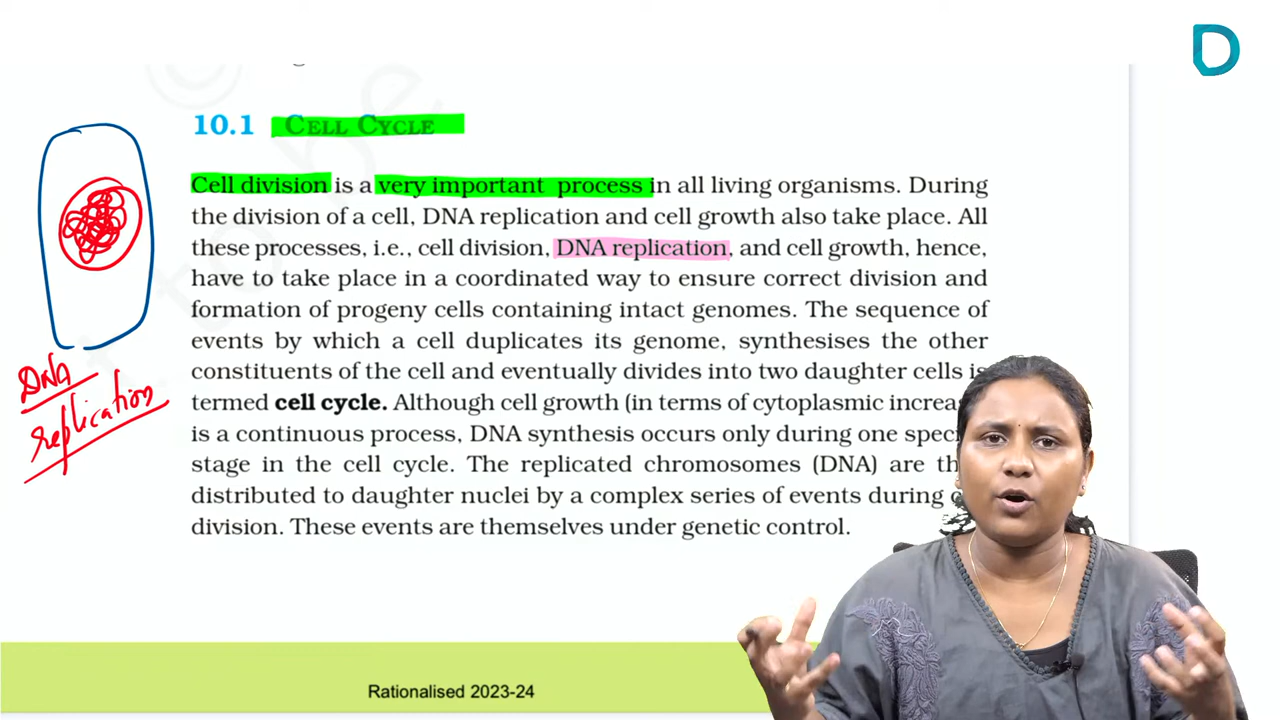 D
10.1 CELL CYCLE
Cell division is a very important process in all living organisms. During
the division of a cell, DNA replication and cell growth also take place. All
these processes, i.e., cell division, DNA replication, and cell growth, hence,
have to take place in a coordinated way to ensure correct division and
formation of progeny cells containing intact genomes. The sequence of
events by which a cell duplicates its genome, synthesises the other
constituents of the cell and eventually divides into two daughter cells is
termed cell cycle. Although cell growth (in terms of cytoplasmic
is a continuous process, DNA synthesis occurs only during one
stage in the cell cycle. The replicated chromosomes (DNA) are
distributed to daughter nuclei by a complex series of events during
division. These events are themselves under genetic control.
DNA
replication
Rationalised 2023-24